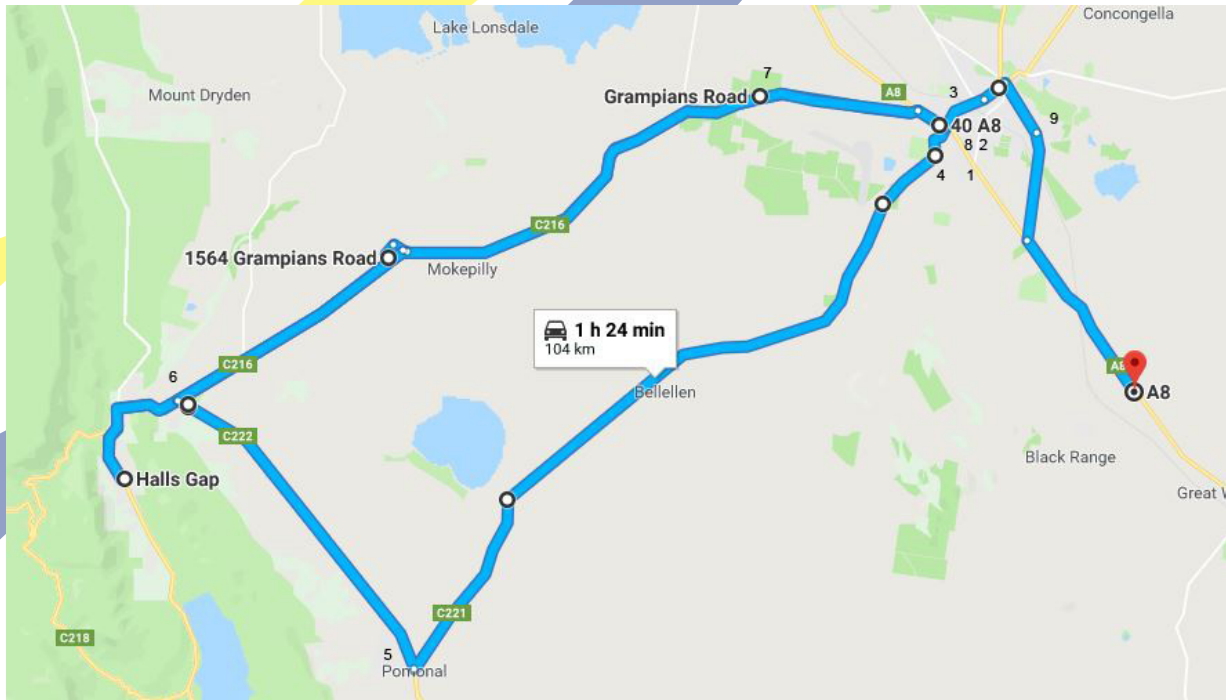 Lake Lonsdale
Concongella
Mount Dryden
Grampians Road
7
A8
3
40 A8
9
8 2
4
1
C216
1564 Grampians Road
Mokepilly
1 h 24 min
104 km
C216
6
Bellellen
A8
A8
C222
Halls Gap
Black Range
Great W
C221
C218
5
Pomonal